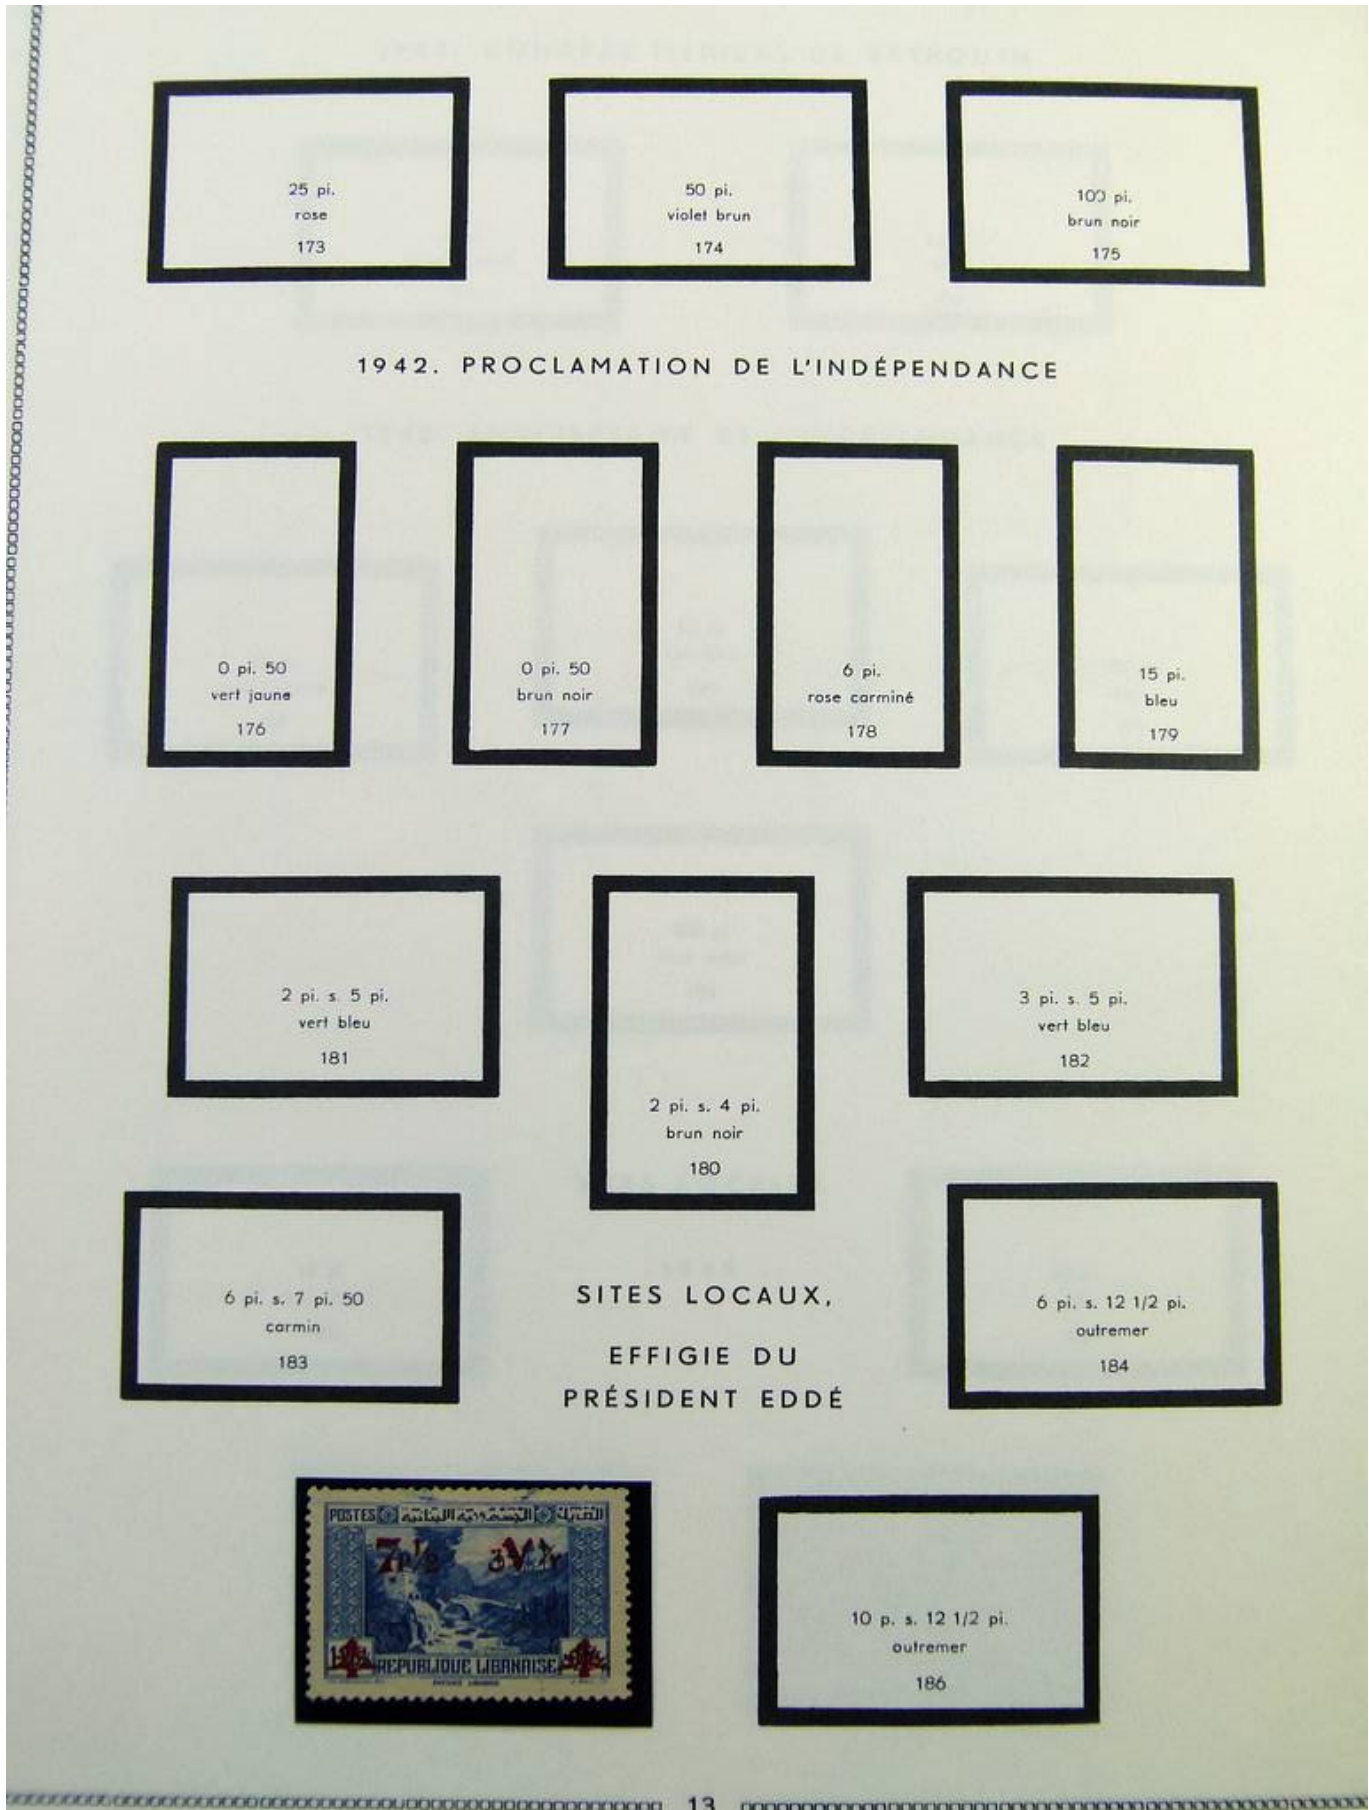 25 pi.
rose
173
50 pi.
violet brun
174
100 pi.
brun noir
175
1942. PROCLAMATION DE L'INDÉPENDANCE
0 pi. 50
vert jaune
176
0 pi. 50
brun noir
177
6 pi.
rose carminé
178
15 pi.
bleu
179
2 pi. s. 5 pi.
vert bleu
181
2 pi. s. 4 pi.
brun noir
180
3 pi. s. 5 pi.
vert bleu
182
6 pi. s. 7 pi. 50
carmin
183
SITES LOCAUX,
EFFIGIE DU
PRÉSIDENT EDDÉ
6 pi. s. 12 1/2 pi.
outremer
184
POSTES
REPUBLIQUE LIBANAISE
10 p. s. 12 1/2 pi.
outremer
186
13